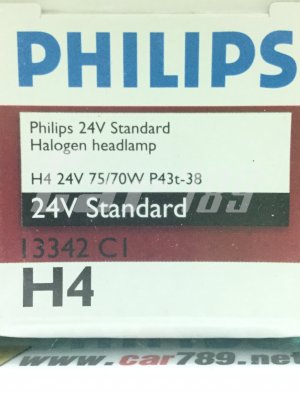 PHILIPS
Philips 24V Standard
Halogen headlamp
H4 24V 75/70W P43t-38
24V Standard
13342 C1
H4
www.car789.net